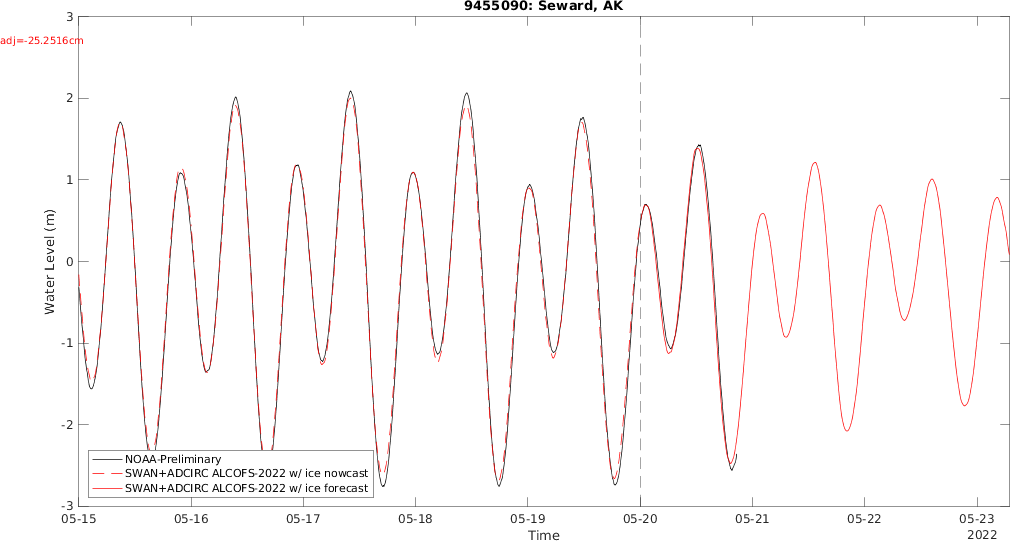 9455090: Seward, AK
adj=-25.2516cm
3
2
1
0
-1
-2
-3
Water Level (m)
NOAA-Preliminary
SWAN+ADCIRC ALCOFS-2022 w/ ice nowcast
SWAN+ADCIRC ALCOFS-2022 w/ ice forecast
05-15 05-16 05-17 05-18 05-19 05-20 05-21 05-22 05-23
Time
2022